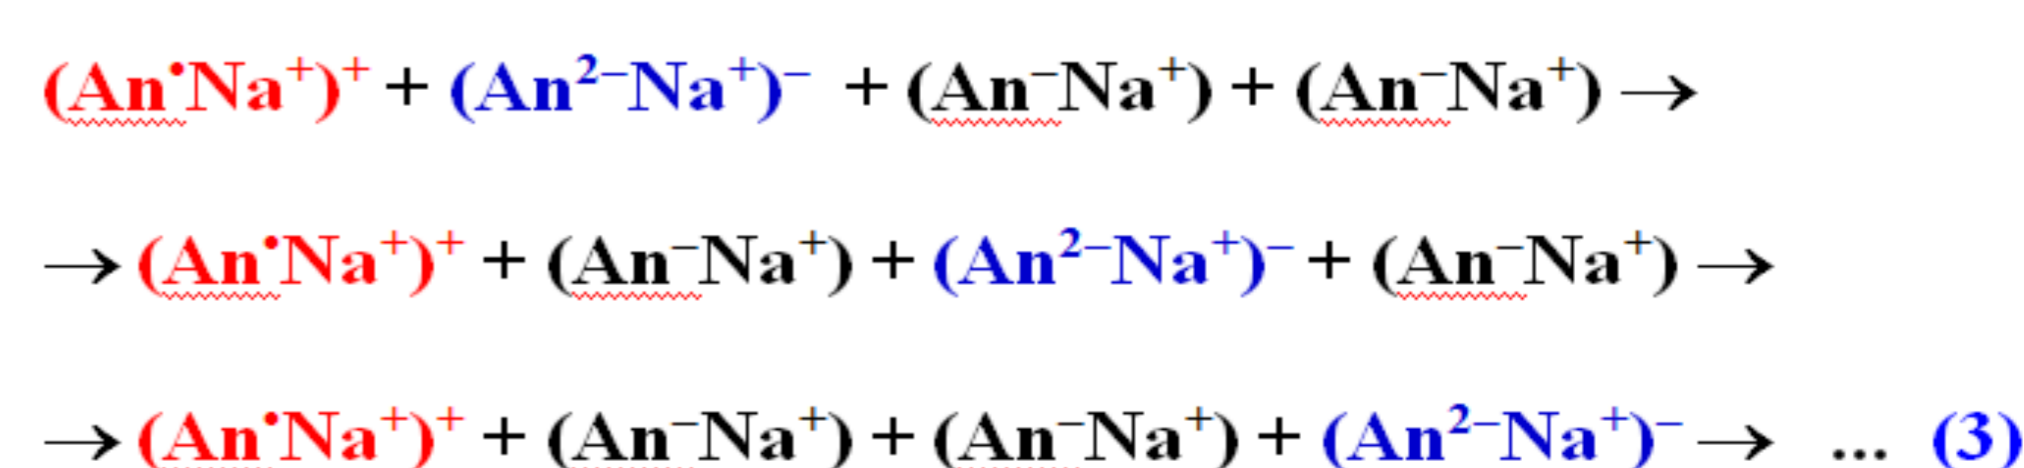 (An•Na⁺)⁺ + (An²⁻Na⁺)⁻ + (An⁻Na⁺) + (An⁻Na⁺) →
→ (An•Na⁺)⁺ + (An⁻Na⁺) + (An²⁻Na⁺)⁻ + (An⁻Na⁺) →
→ (An•Na⁺)⁺ + (An⁻Na⁺) + (An⁻Na⁺) + (An²⁻Na⁺)⁻ → ... (3)